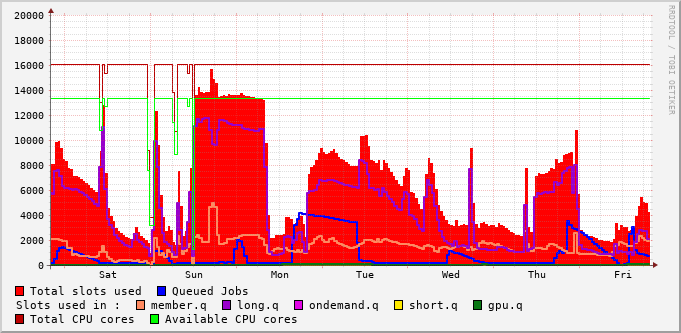 RRDTOOL / TOBI OETIKER
20000
18000
16000
14000
12000
10000
8000
6000
4000
2000
0
Sat Sun Mon Tue Wed Thu Fri
Total slots used Queued Jobs
Slots used in : member.q long.q ondemand.q short.q gpu.q
Total CPU cores Available CPU cores